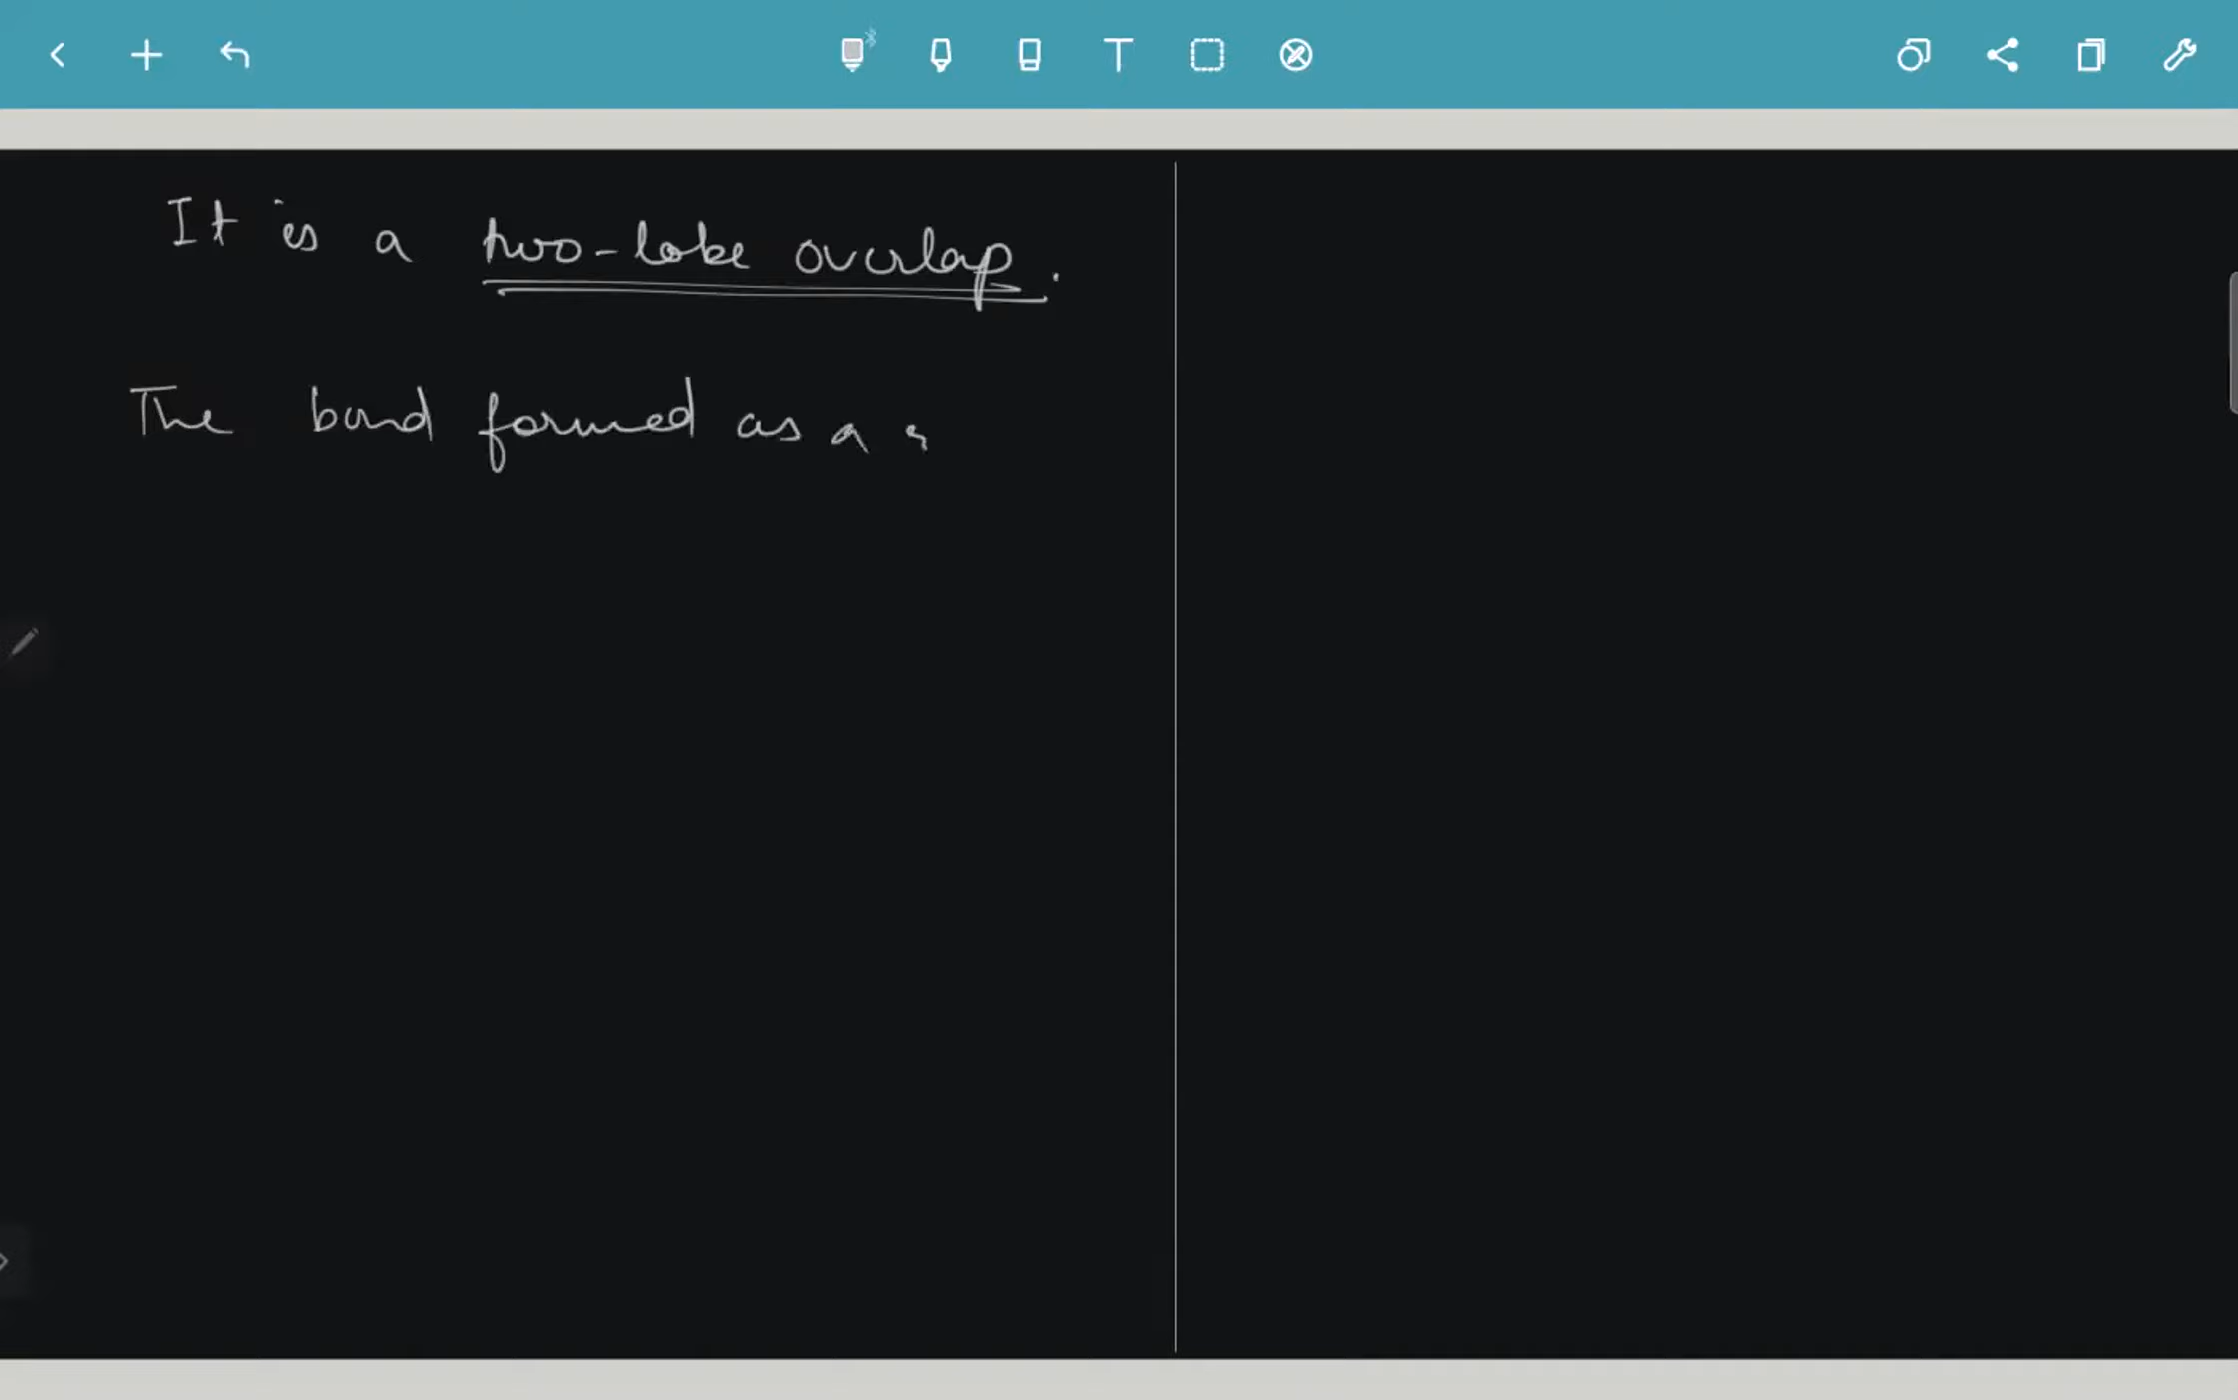 It is a two-lobe overlap.
The bond formed as a